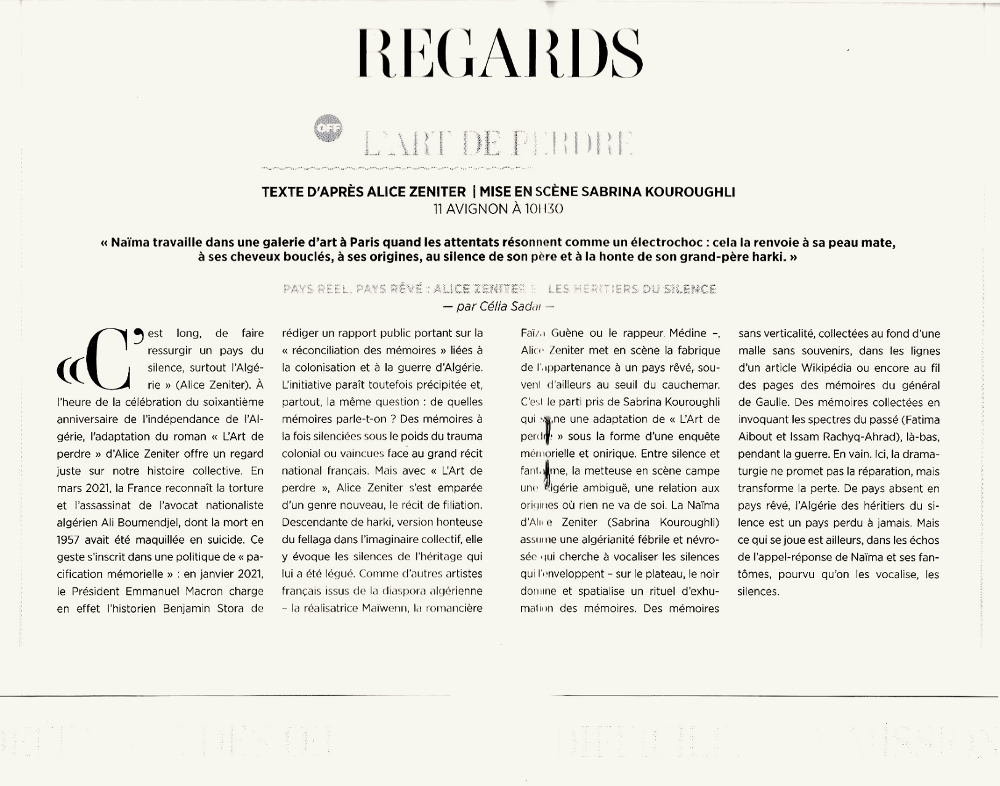 REGARDS
OFF
L'ART DE PERDRE
TEXTE D'APRÈS ALICE ZENITER | MISE EN SCÈNE SABRINA KOUROUGHLI
11 AVIGNON À 10H30
« Naïma travaille dans une galerie d'art à Paris quand les attentats résonnent comme un électrochoc : cela la renvoie à sa peau mate,
à ses cheveux bouclés, à ses origines, au silence de son père et à la honte de son grand-père harki. »
PAYS RÉEL, PAYS RÊVÉ : ALICE ZENITER LES HÉRITIERS DU SILENCE
— par Célia Sadai —
« C'est long, de faire
ressurgir un pays du
silence, surtout l'Algé-
rie » (Alice Zeniter). À
l'heure de la célébration du soixantième
anniversaire de l'indépendance de l'Al-
gérie, l'adaptation du roman « L'Art de
perdre » d'Alice Zeniter offre un regard
juste sur notre histoire collective. En
mars 2021, la France reconnaît la torture
et l'assassinat de l'avocat nationaliste
algérien Ali Boumendjel, dont la mort en
1957 avait été maquillée en suicide. Ce
geste s'inscrit dans une politique de « pa-
cification mémorielle » : en janvier 2021,
le Président Emmanuel Macron charge
en effet l'historien Benjamin Stora de
rédiger un rapport public portant sur la
« réconciliation des mémoires » liées à
la colonisation et à la guerre d'Algérie.
L'initiative paraît toutefois précipitée et,
partout, la même question : de quelles
mémoires parle-t-on ? Des mémoires à
la fois silenciées sous le poids du trauma
colonial ou vaincues face au grand récit
national français. Mais avec « L'Art de
perdre », Alice Zeniter s'est emparée
d'un genre nouveau, le récit de filiation.
Descendante de harki, version honteuse
du fellaga dans l'imaginaire collectif, elle
y évoque les silences de l'héritage qui
lui a été légué. Comme d'autres artistes
français issus de la diaspora algérienne
– la réalisatrice Maïwenn, la romancière
Faïza Guène ou le rappeur Médine –,
Alice Zeniter met en scène la fabrique
de l'appartenance à un pays rêvé, sou-
vent d'ailleurs au seuil du cauchemar.
C'est le parti pris de Sabrina Kouroughli
qui signe une adaptation de « L'Art de
perdre » sous la forme d'une enquête
mémorielle et onirique. Entre silence et
fantasme, la metteuse en scène campe
une Algérie ambiguë, une relation aux
origines où rien ne va de soi. La Naïma
d'Alice Zeniter (Sabrina Kouroughli)
assume une algérianité fébrile et névro-
sée qui cherche à vocaliser les silences
qui l'enveloppent – sur le plateau, le noir
domine et spatialise un rituel d'exhu-
mation des mémoires. Des mémoires
sans verticalité, collectées au fond d'une
malle sans souvenirs, dans les lignes
d'un article Wikipédia ou encore au fil
des pages des mémoires du général
de Gaulle. Des mémoires collectées en
invoquant les spectres du passé (Fatima
Aibout et Issam Rachyq-Ahrad), là-bas,
pendant la guerre. En vain. Ici, la drama-
turgie ne promet pas la réparation, mais
transforme la perte. De pays absent en
pays rêvé, l'Algérie des héritiers du si-
lence est un pays perdu à jamais. Mais
ce qui se joue est ailleurs, dans les échos
de l'appel-réponse de Naïma et ses fan-
tômes, pourvu qu'on les vocalise, les
silences.